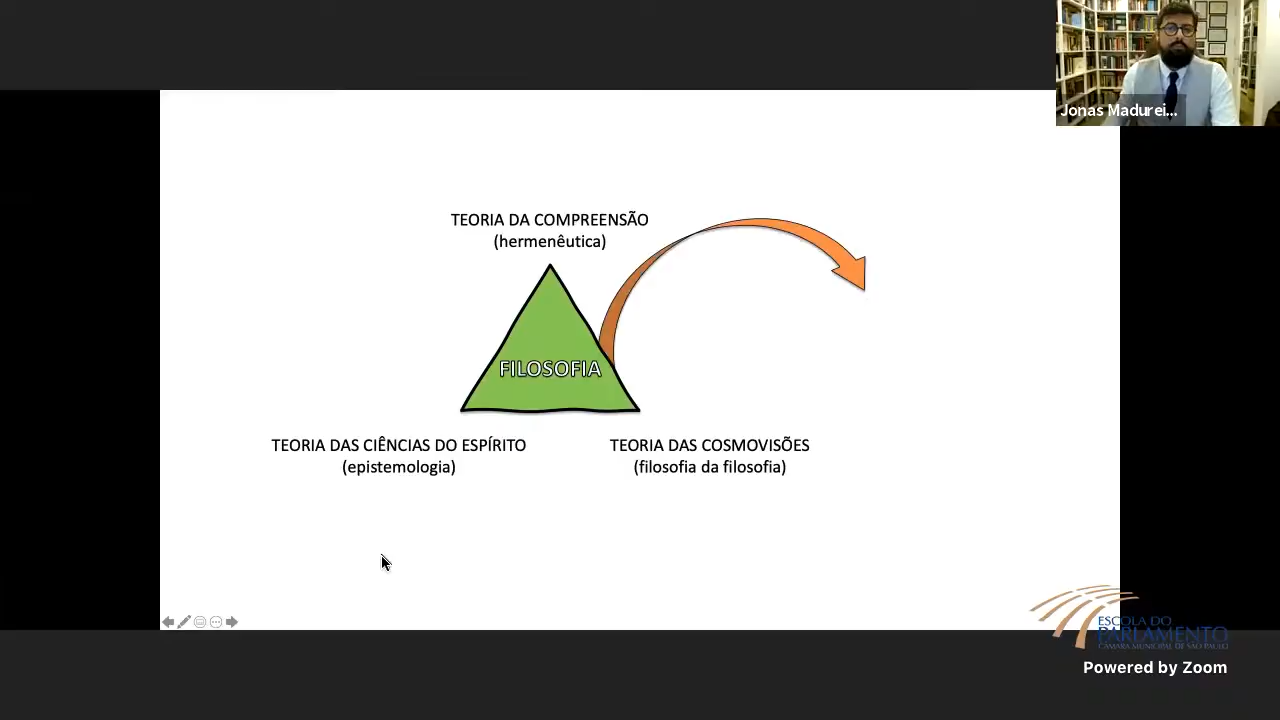 Jonas Madurei...
TEORIA DA COMPREENSÃO
(hermenêutica)
FILOSOFIA
TEORIA DAS CIÊNCIAS DO ESPÍRITO
(epistemologia)
TEORIA DAS COSMOVISÕES
(filosofia da filosofia)
ESCOLA DO
PARLAMENTO
CÂMARA MUNICIPAL DE SÃO PAULO
Powered by Zoom